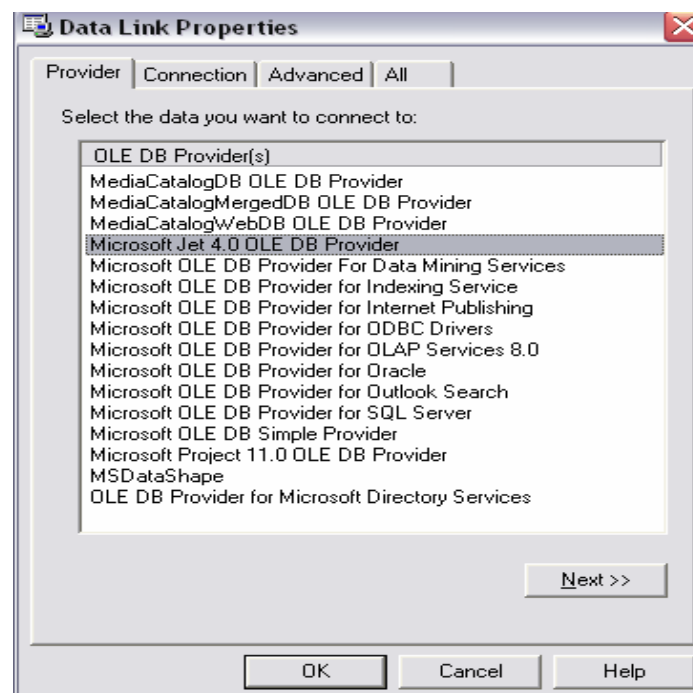 Data Link Properties
Provider Connection Advanced All
Select the data you want to connect to:
OLE DB Provider(s)
MediaCatalogDB OLE DB Provider
MediaCatalogMergedDB OLE DB Provider
MediaCatalogWebDB OLE DB Provider
Microsoft Jet 4.0 OLE DB Provider
Microsoft OLE DB Provider For Data Mining Services
Microsoft OLE DB Provider for Indexing Service
Microsoft OLE DB Provider for Internet Publishing
Microsoft OLE DB Provider for ODBC Drivers
Microsoft OLE DB Provider for OLAP Services 8.0
Microsoft OLE DB Provider for Oracle
Microsoft OLE DB Provider for Outlook Search
Microsoft OLE DB Provider for SQL Server
Microsoft OLE DB Simple Provider
Microsoft Project 11.0 OLE DB Provider
MSDataShape
OLE DB Provider for Microsoft Directory Services
Next >>
OK Cancel Help